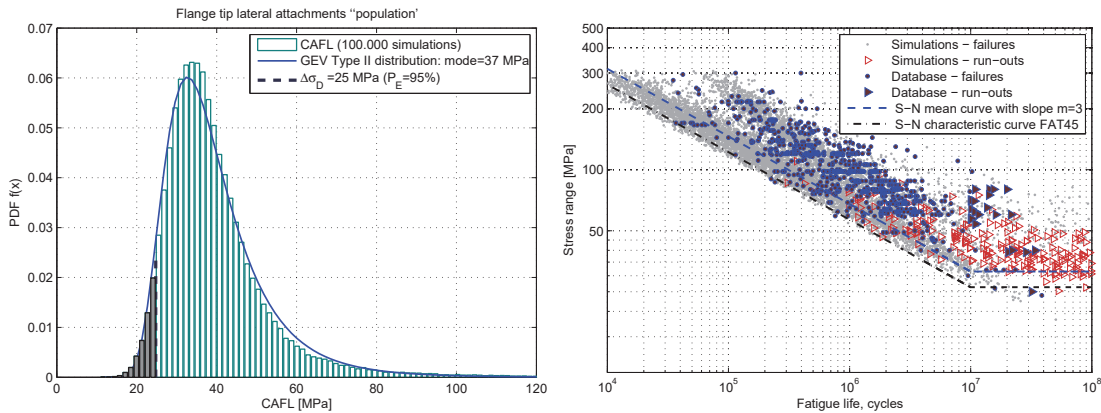 Flange tip lateral attachments "population'
0.07
0.06
0.05
0.04
0.03
0.02
0.01
0
PDF f(x)
CAFL (100.000 simulations)
GEV Type II distribution: mode=37 MPa
Δσ_D =25 MPa (P_E=95%)
0 20 40 60 80 100 120
CAFL [MPa]
500
400
300
200
100
50
Stress range [MPa]
Simulations − failures
Simulations − run−outs
Database − failures
Database − run−outs
S−N mean curve with slope m=3
S−N characteristic curve FAT45
10^4 10^5 10^6 10^7 10^8
Fatigue life, cycles